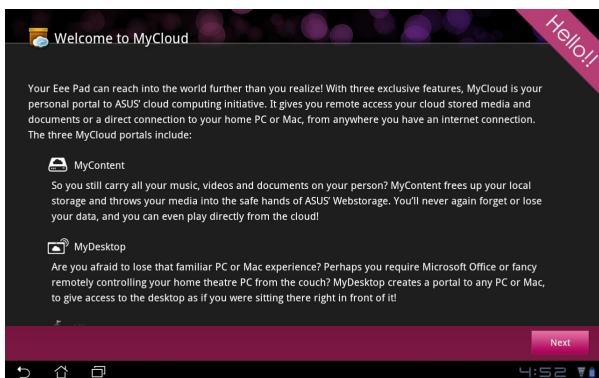 Welcome to MyCloud
Hello!!
Your Eee Pad can reach into the world further than you realize! With three exclusive features, MyCloud is your
personal portal to ASUS' cloud computing initiative. It gives you remote access your cloud stored media and
documents or a direct connection to your home PC or Mac, from anywhere you have an internet connection.
The three MyCloud portals include:
MyContent
So you still carry all your music, videos and documents on your person? MyContent frees up your local
storage and throws your media into the safe hands of ASUS' Webstorage. You'll never again forget or lose
your data, and you can even play directly from the cloud!
MyDesktop
Are you afraid to lose that familiar PC or Mac experience? Perhaps you require Microsoft Office or fancy
remotely controlling your home theatre PC from the couch? MyDesktop creates a portal to any PC or Mac,
to give access to the desktop as if you were sitting there right in front of it!
Next
4:52